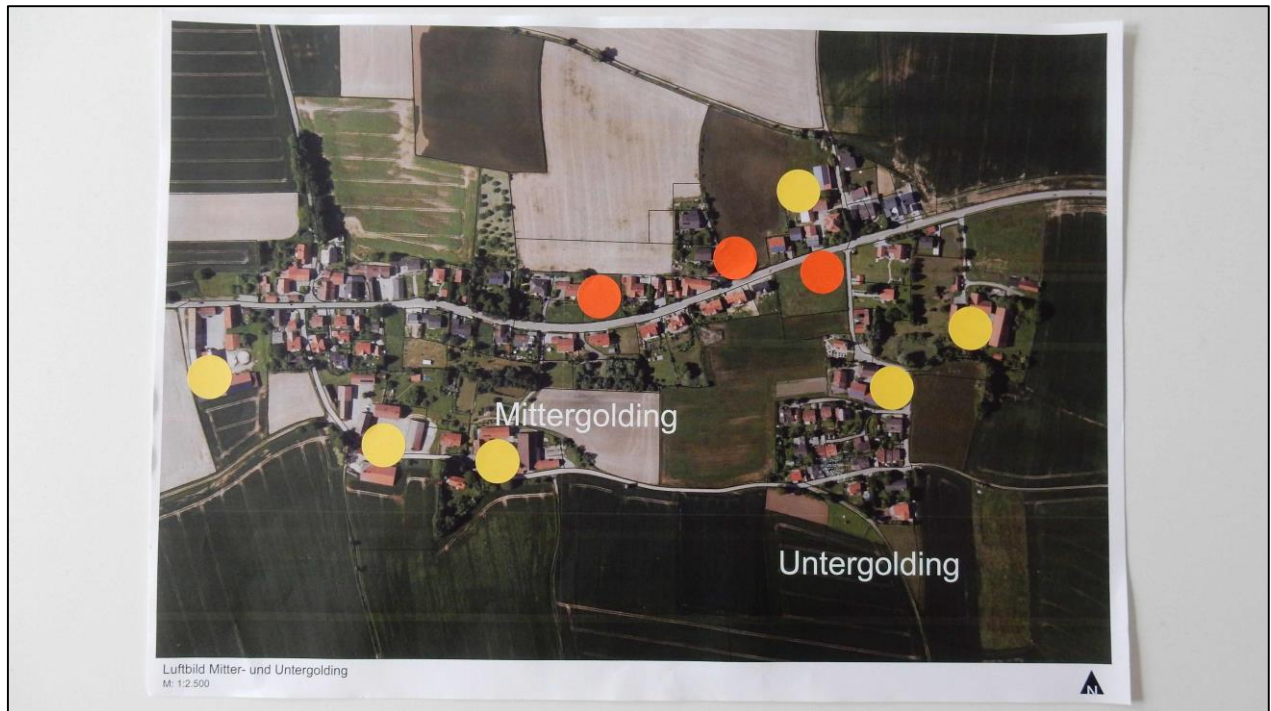 Mittergolding
Untergolding
Luftbild Mitter- und Untergolding
M: 1:2.500
N